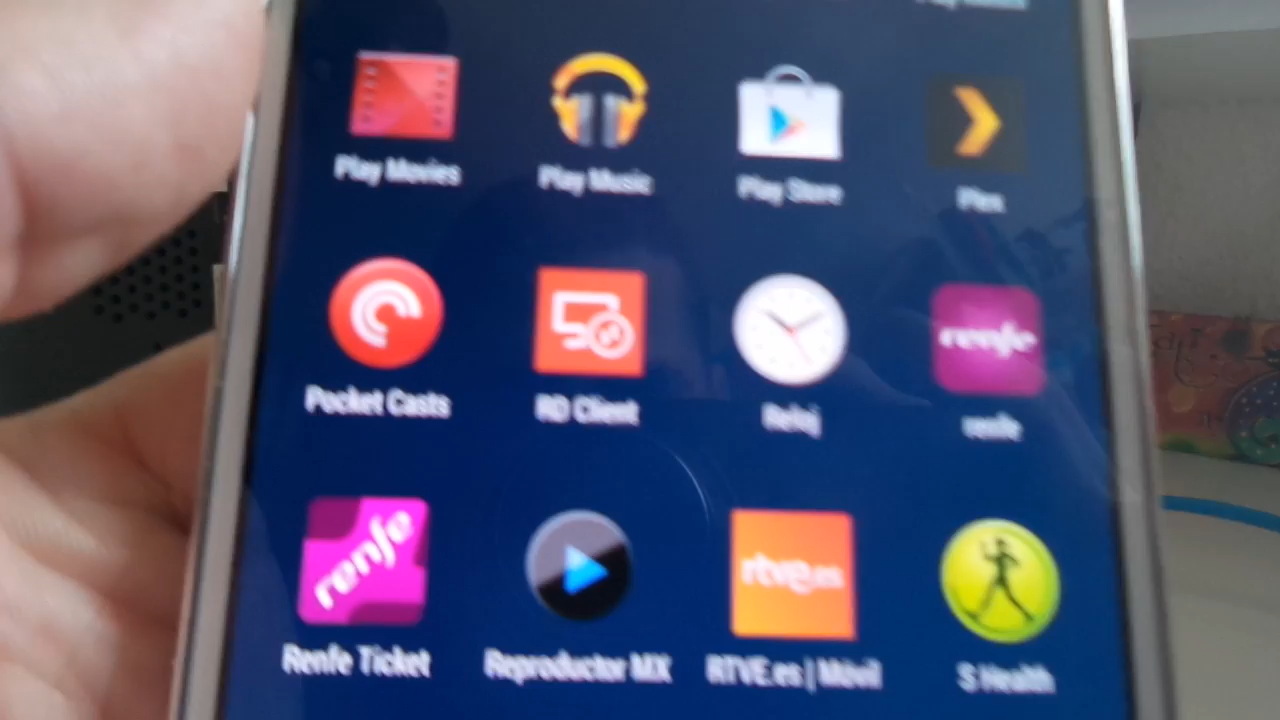 Play Movies
Play Music
Play Store
Plex
renfe
Pocket Casts
RD Client
Reloj
renfe
renfe
rtve.es
Renfe Ticket
Reproductor MX
RTVE.es | Móvil
S Health